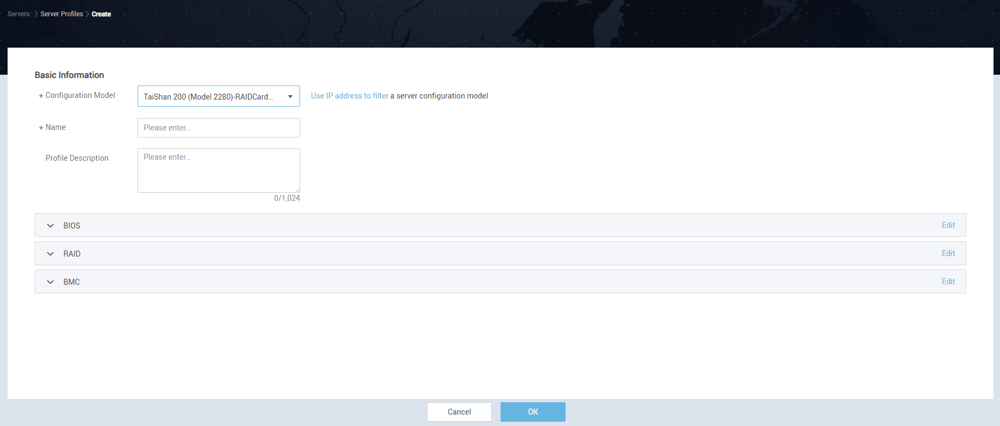 Servers > Server Profiles > Create
Basic Information
* Configuration Model TaiShan 200 (Model 2280)-RAIDCard... Use IP address to filter a server configuration model
* Name Please enter...
Profile Description Please enter...
0/1,024
BIOS Edit
RAID Edit
BMC Edit
Cancel OK